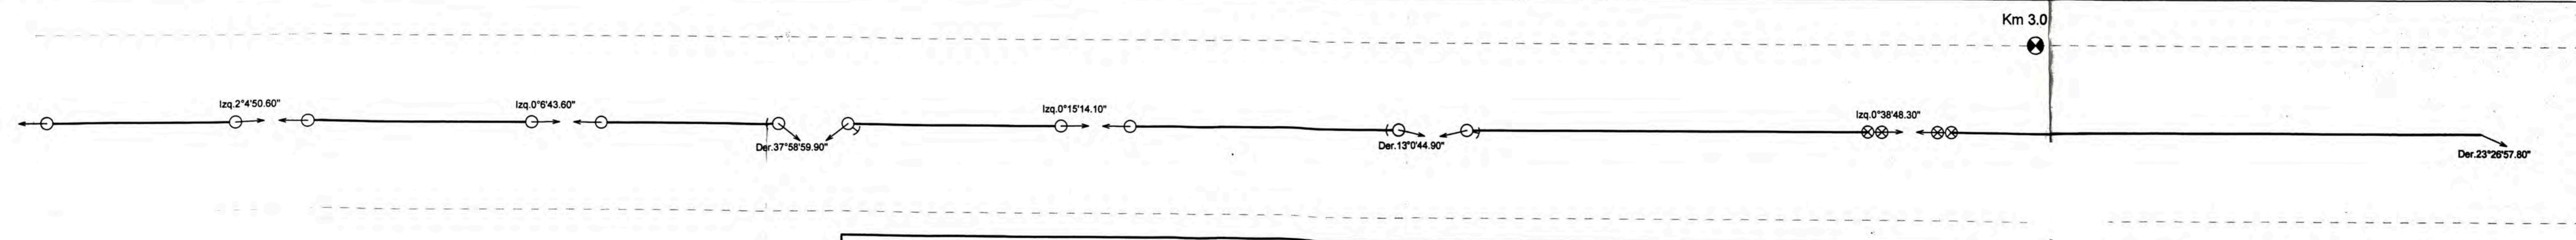 Km 3.0
Izq.2°4'50.60"
Izq.0°6'43.60"
Der.37°58'59.90"
Izq.0°15'14.10"
Der.13°0'44.90"
Izq.0°38'48.30"
Der.23°26'57.80"